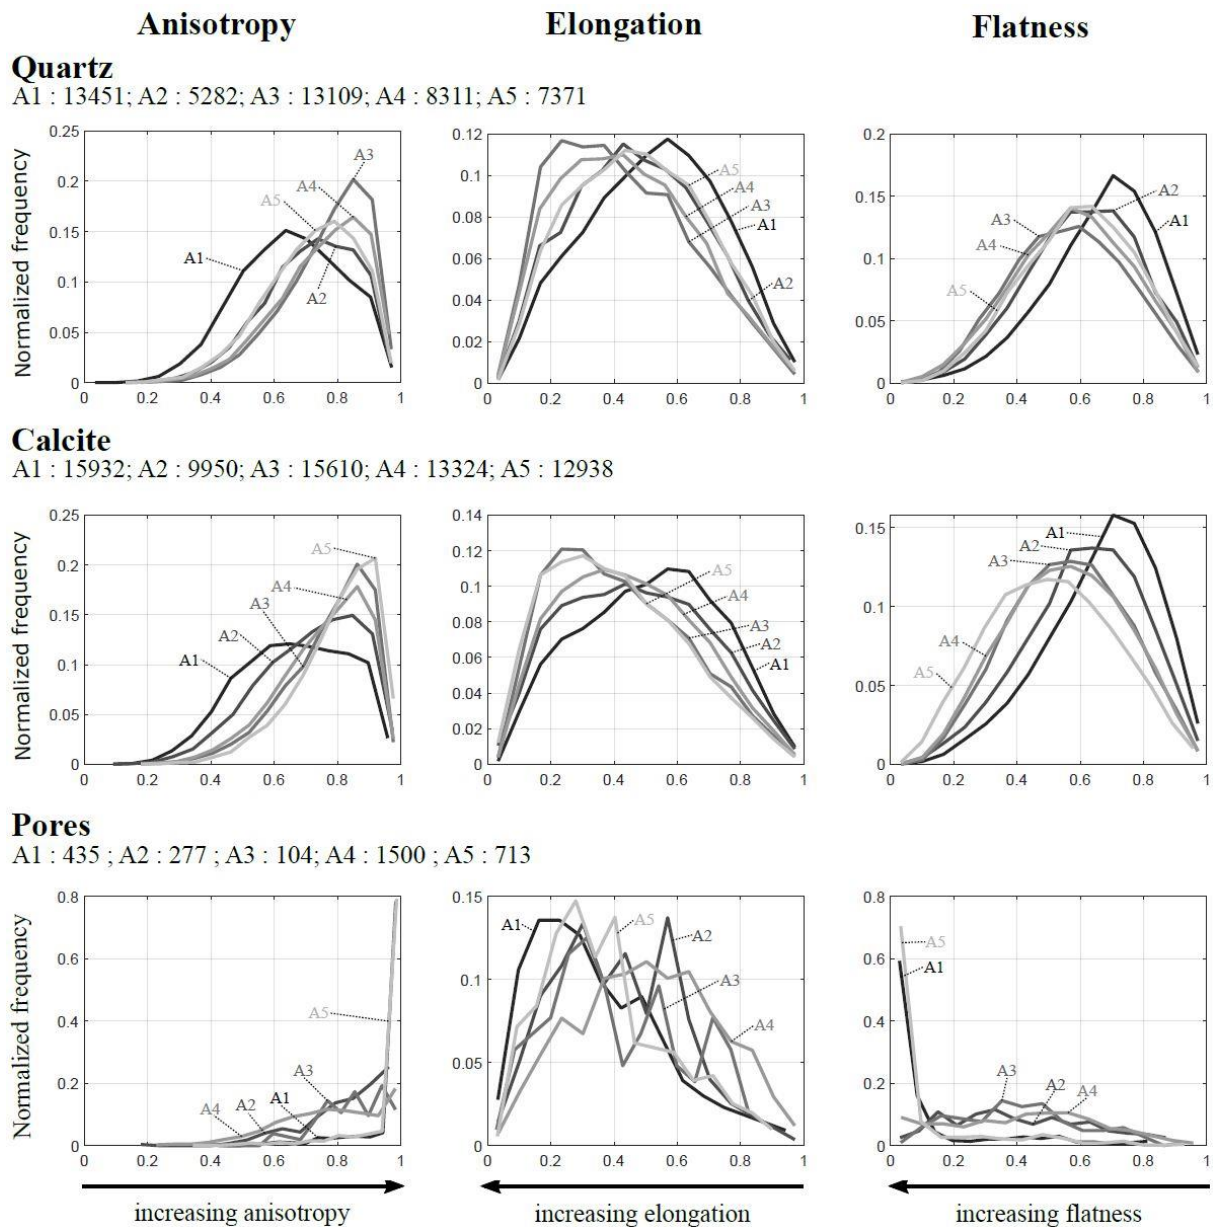 Anisotropy Elongation Flatness
Quartz
A1 : 13451; A2 : 5282; A3 : 13109; A4 : 8311; A5 : 7371
Normalized frequency
0.25
0.2
0.15
0.1
0.05
0
0 0.2 0.4 0.6 0.8 1
A1 A5 A4 A3 A2
0.12
0.1
0.08
0.06
0.04
0.02
0
0 0.2 0.4 0.6 0.8 1
A5 A4 A3 A1 A2
0.2
0.15
0.1
0.05
0
0 0.2 0.4 0.6 0.8 1
A3 A4 A5 A2 A1
Calcite
A1 : 15932; A2 : 9950; A3 : 15610; A4 : 13324; A5 : 12938
Normalized frequency
0.25
0.2
0.15
0.1
0.05
0
0 0.2 0.4 0.6 0.8 1
A5 A4 A3 A2 A1
0.14
0.12
0.1
0.08
0.06
0.04
0.02
0
0 0.2 0.4 0.6 0.8 1
A5 A4 A3 A2 A1
0.15
0.1
0.05
0
0 0.2 0.4 0.6 0.8 1
A1 A2 A3 A4 A5
Pores
A1 : 435 ; A2 : 277 ; A3 : 104; A4 : 1500 ; A5 : 713
Normalized frequency
0.8
0.6
0.4
0.2
0
0 0.2 0.4 0.6 0.8 1
A5 A3 A4 A2 A1
0.15
0.1
0.05
0
0 0.2 0.4 0.6 0.8 1
A1 A5 A2 A3 A4
0.8
0.6
0.4
0.2
0
0 0.2 0.4 0.6 0.8 1
A5 A1 A3 A2 A4
increasing anisotropy increasing elongation increasing flatness